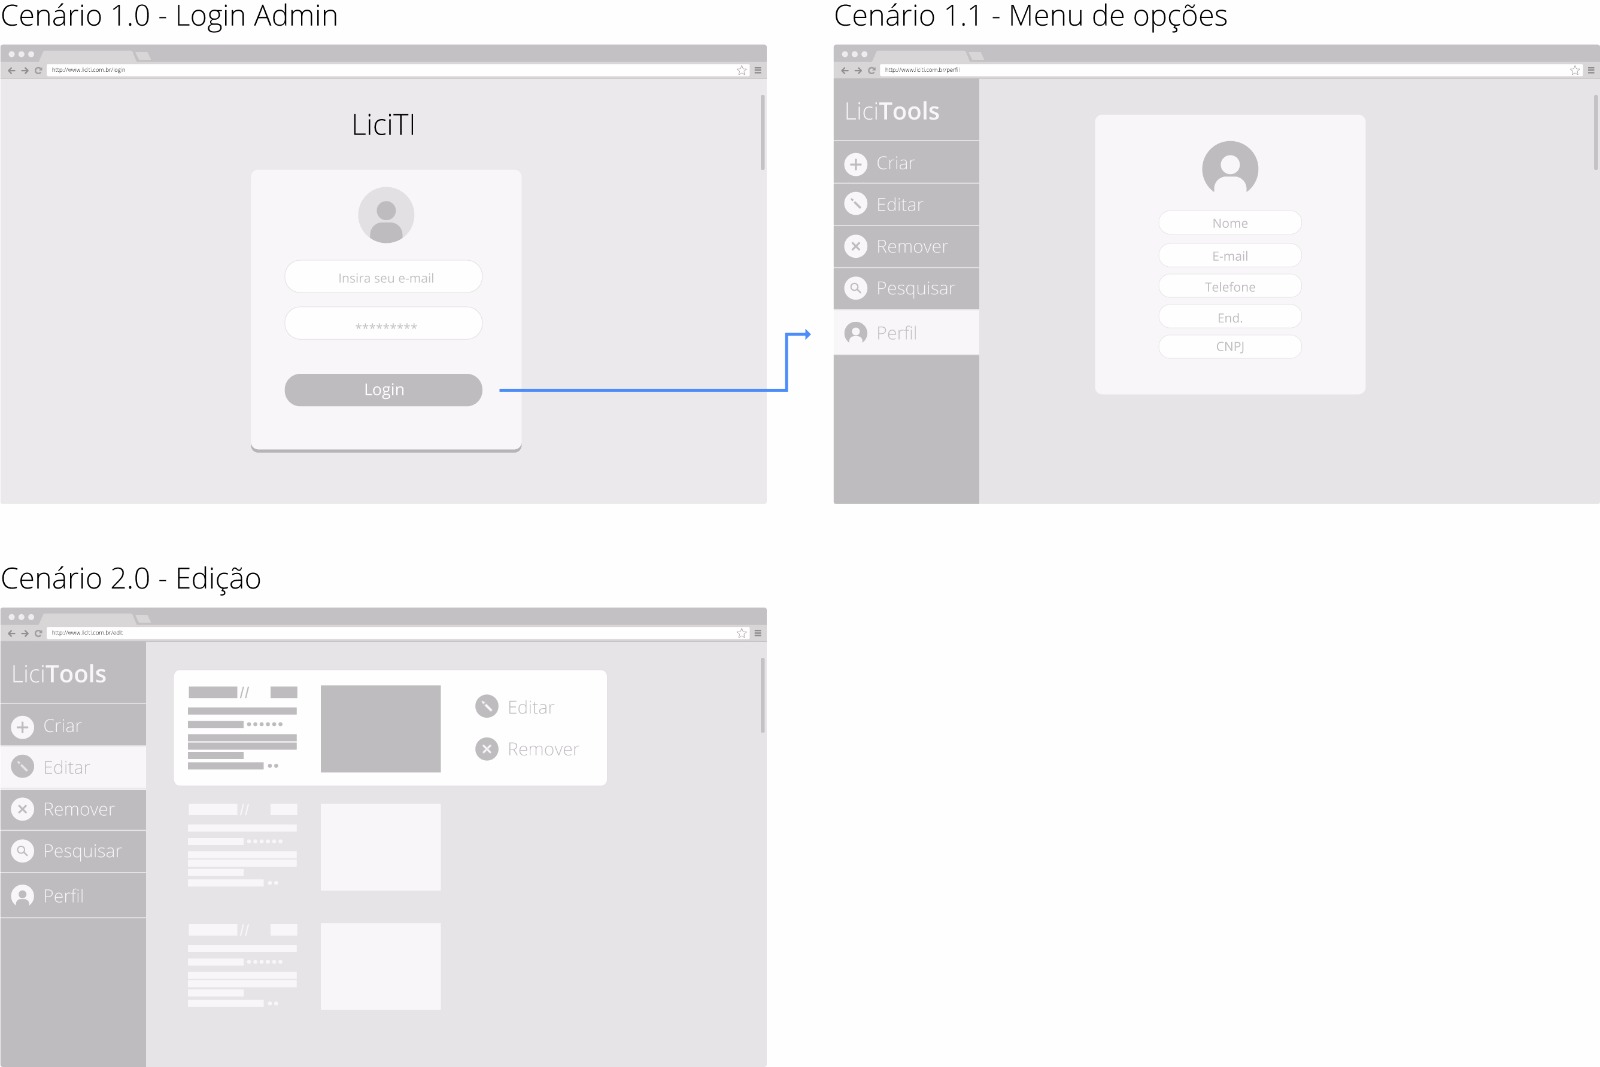 Cenário 1.0 - Login Admin
http://www.liciti.com.br/login
LiciTI
Insira seu e-mail
*********
Login
Cenário 1.1 - Menu de opções
http://www.liciti.com.br/perfil
LiciTools
Criar
Editar
Remover
Pesquisar
Perfil
Nome
E-mail
Telefone
End.
CNPJ
Cenário 2.0 - Edição
http://www.liciti.com.br/edit
LiciTools
Criar
Editar
Remover
Pesquisar
Perfil
//
Editar
Remover
//
//